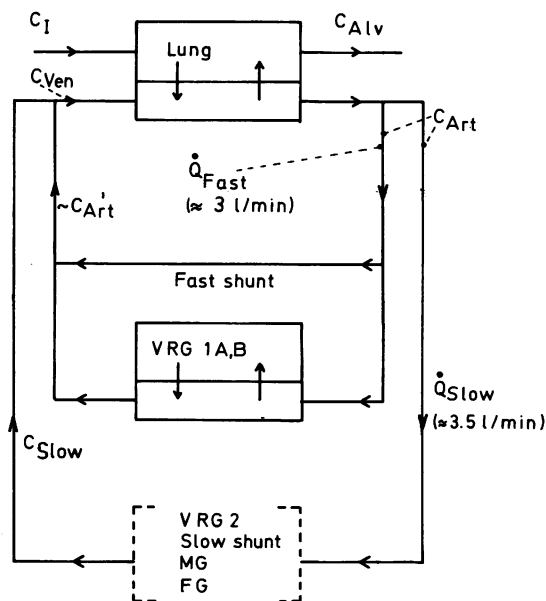 C_I
C_Alv
Lung
C_Ven
C_Art
Q̇_Fast
(≈ 3 l/min)
~C_Art'
Fast shunt
VRG 1A,B
Q̇_Slow
(≈3.5 l/min)
C_Slow
VRG 2
Slow shunt
MG
FG